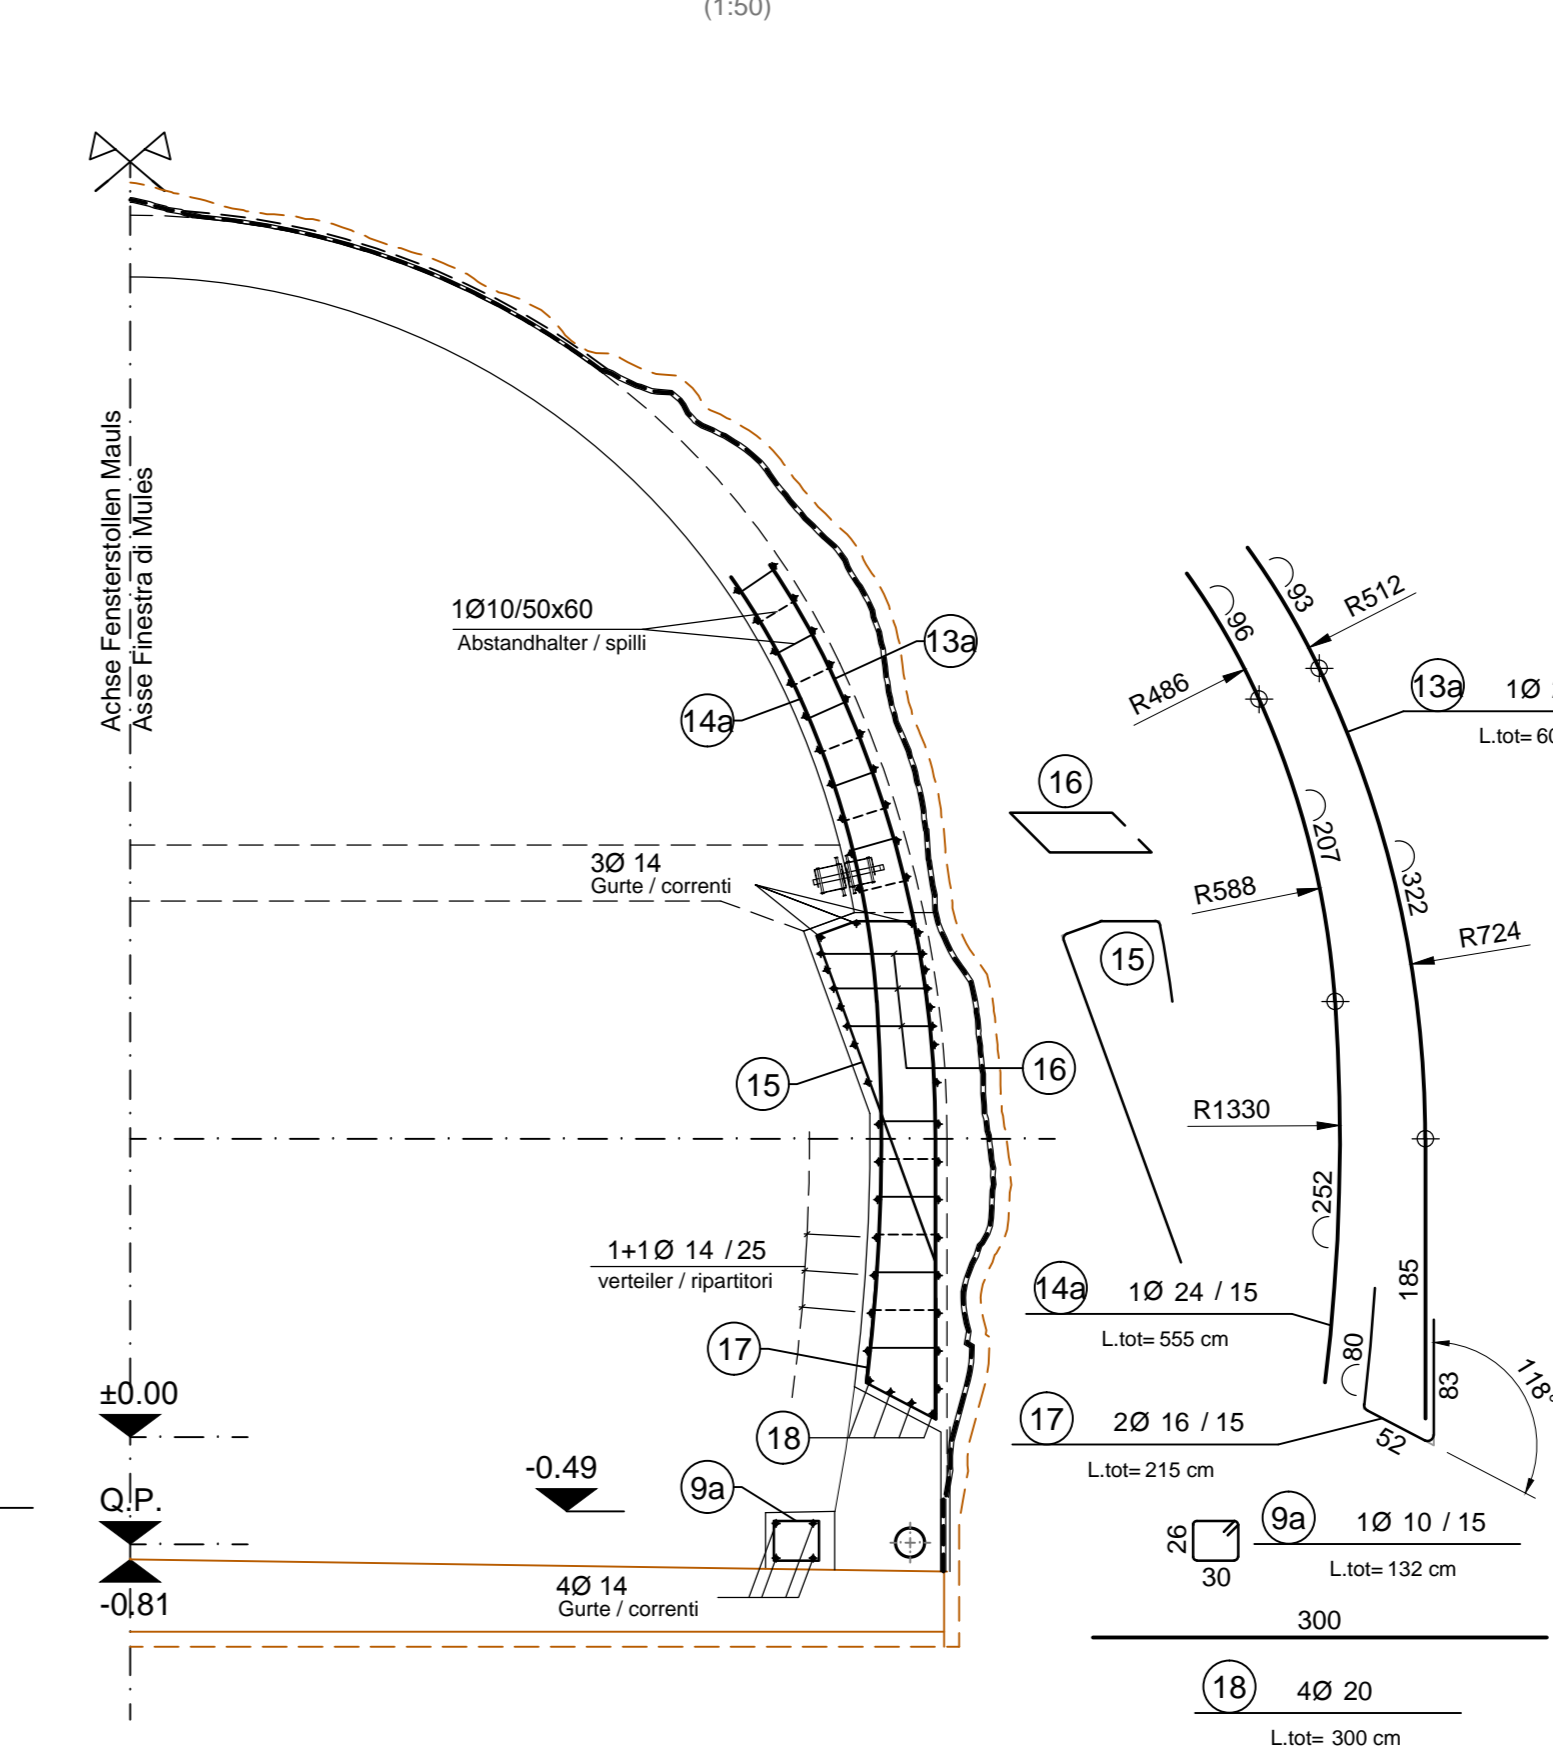 (1:50)
Achse Fensterstollen Mauls
Asse Finestra di Mules
1Ø10/50x60
Abstandhalter / spilli
13a
14a
3Ø 14
Gurte / correnti
15
16
1+1Ø 14 /25
verteiler / ripartitori
17
18
±0.00
-0.49
Q.P.
9a
-0.81
4Ø 14
Gurte / correnti
96
93
R512
R486
13a 1Ø
L.tot= 60
16
207
322
R588
R724
15
R1330
252
185
14a 1Ø 24 / 15
L.tot= 555 cm
80
83
118°
17 2Ø 16 / 15
L.tot= 215 cm
52
26
30
9a 1Ø 10 / 15
L.tot= 132 cm
300
18 4Ø 20
L.tot= 300 cm